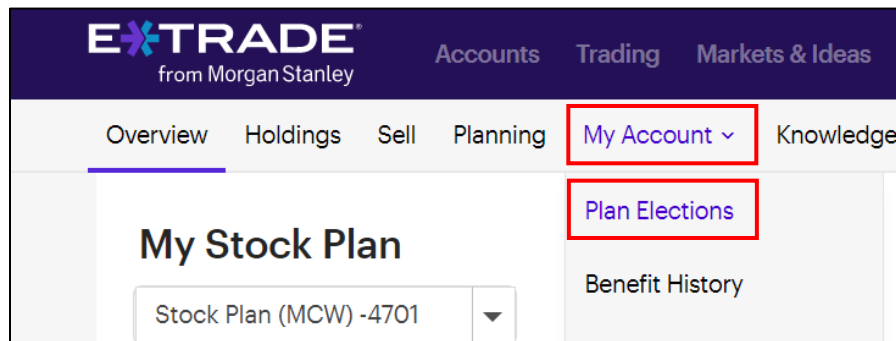 E*TRADE
from Morgan Stanley
Accounts Trading Markets & Ideas
Overview Holdings Sell Planning My Account Knowledge
Plan Elections
My Stock Plan
Benefit History
Stock Plan (MCW) -4701